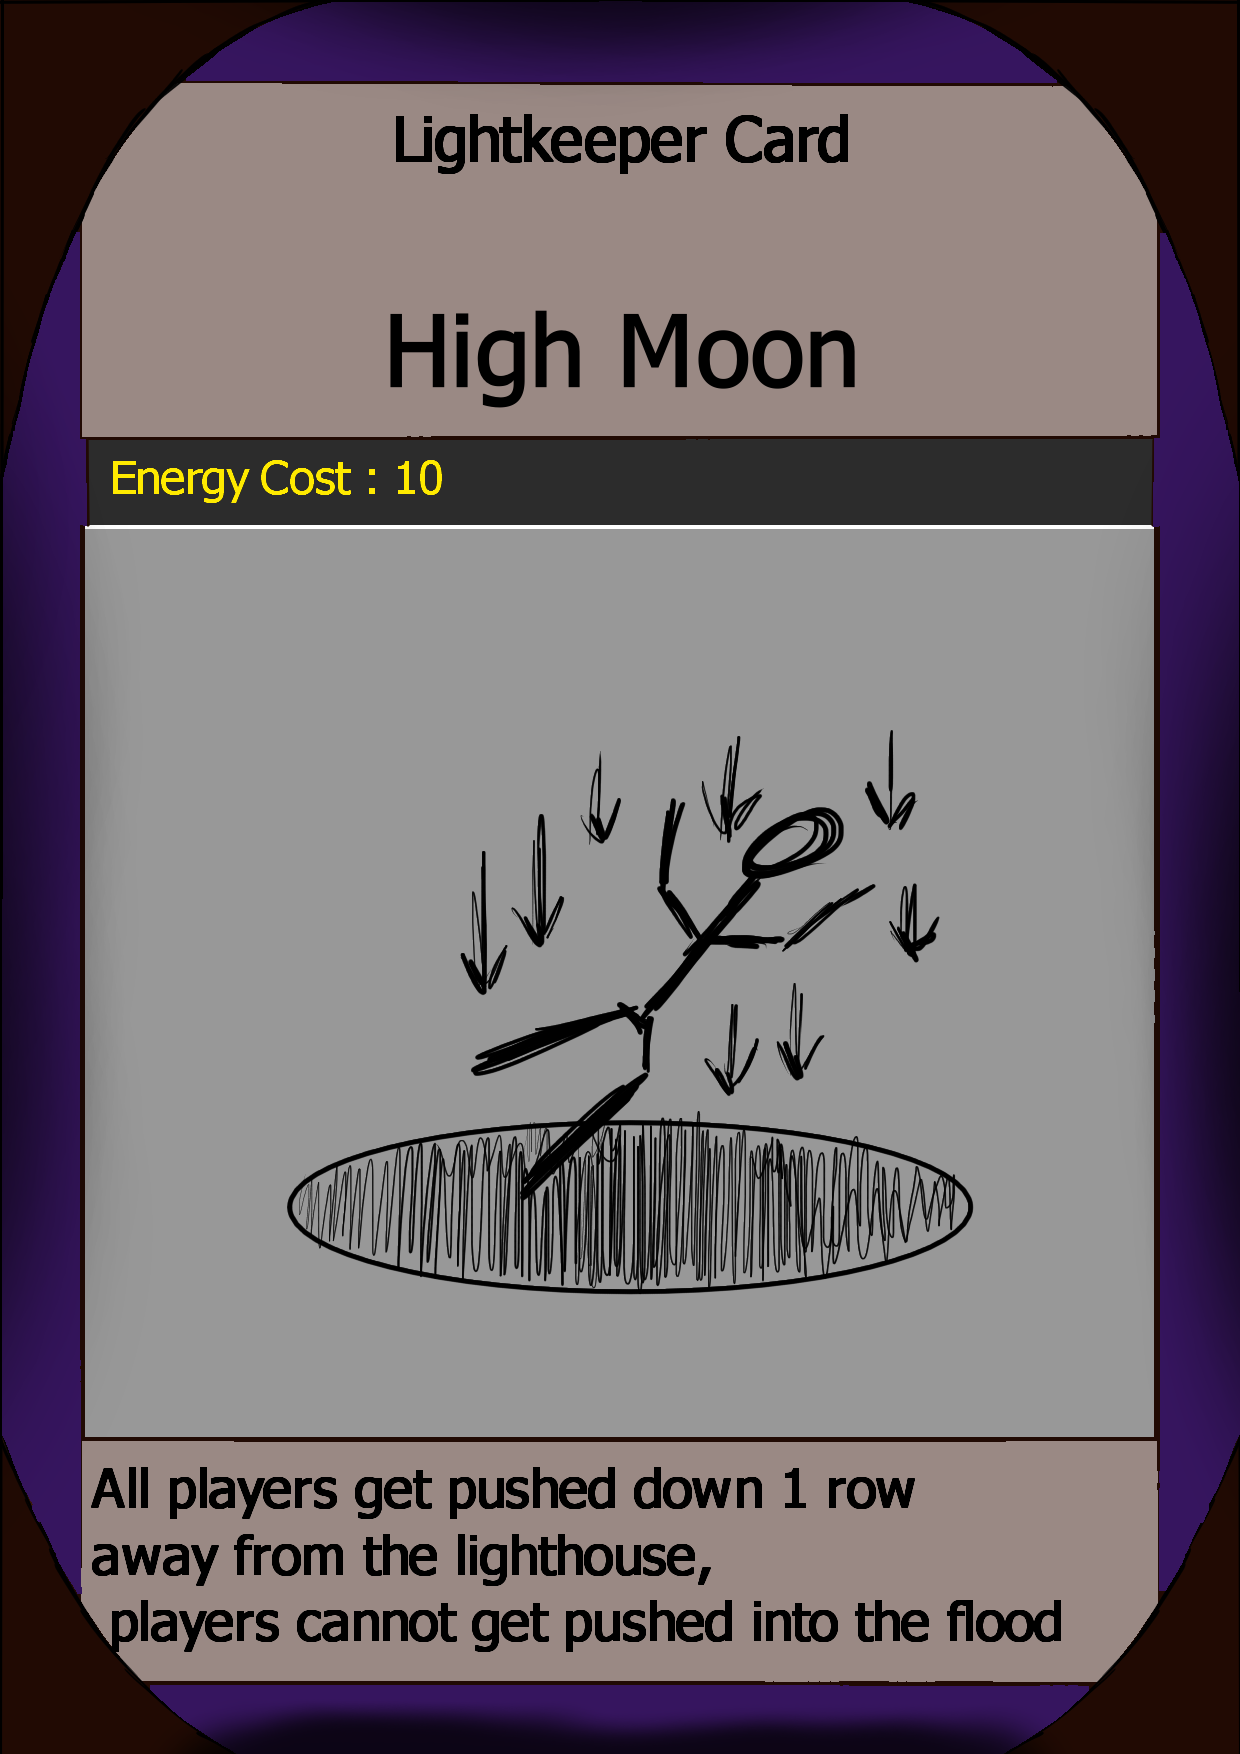 Lightkeeper Card
High Moon
Energy Cost : 10
All players get pushed down 1 row
away from the lighthouse,
players cannot get pushed into the flood